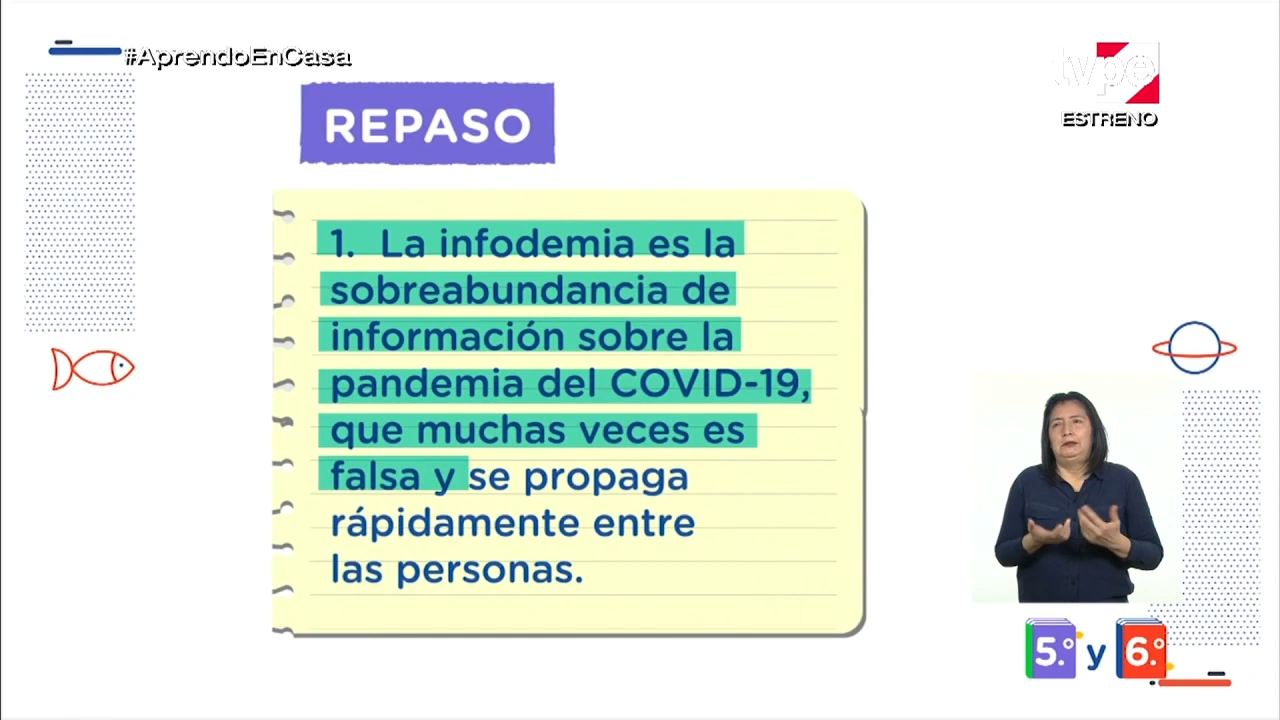 #AprendoEnCasa
tvpe
ESTRENO
REPASO
1. La infodemia es la
sobreabundancia de
información sobre la
pandemia del COVID-19,
que muchas veces es
falsa y se propaga
rápidamente entre
las personas.
5.° y 6.°